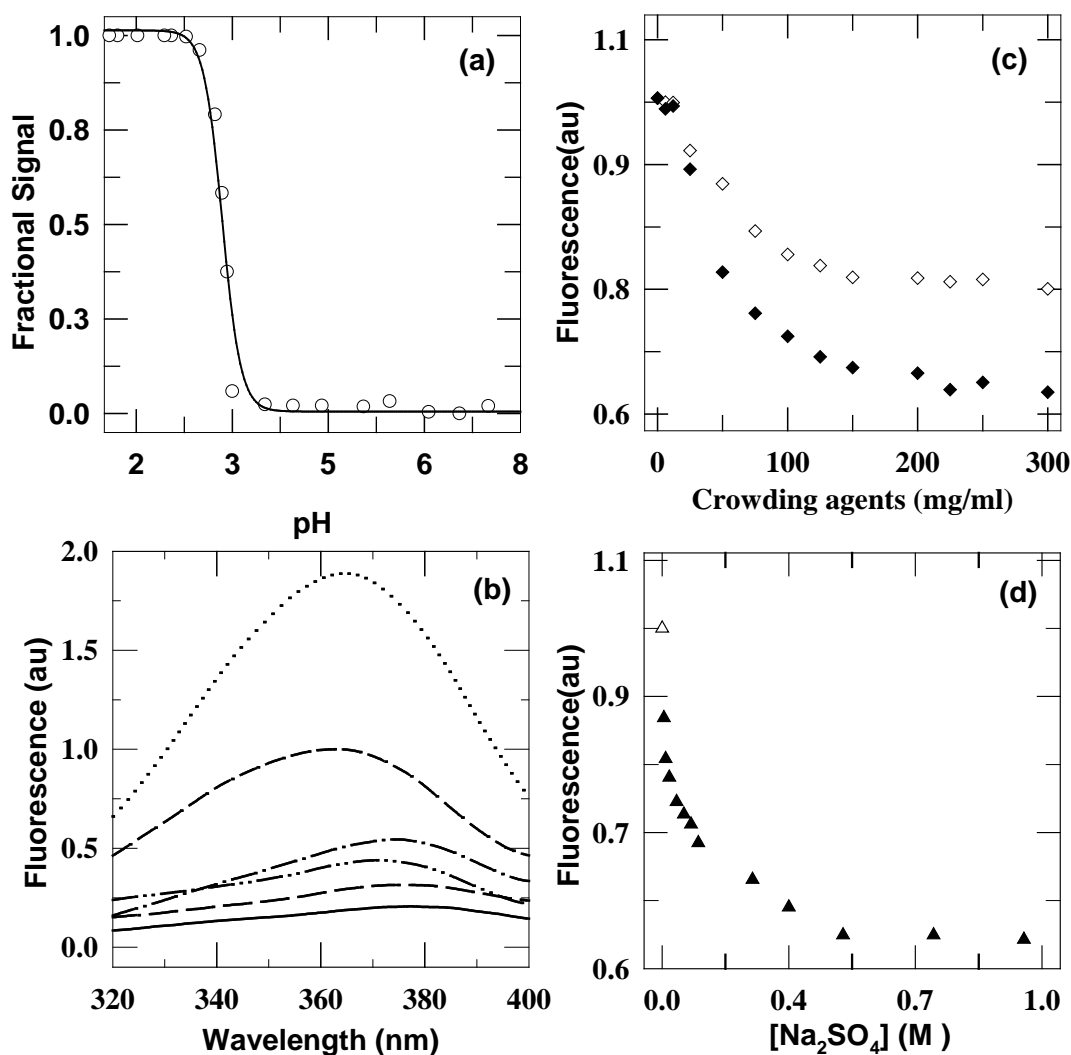 (a)
Fractional Signal
1.0
0.8
0.5
0.3
0.0
2 3 5 6 8
pH
(b)
Fluorescence (au)
2.0
1.5
1.0
0.5
0.0
320 340 360 380 400
Wavelength (nm)
(c)
Fluorescence(au)
1.1
0.9
0.8
0.6
0 100 200 300
Crowding agents (mg/ml)
(d)
Fluorescence(au)
1.1
0.9
0.7
0.6
0.0 0.4 0.7 1.0
[Na₂SO₄] (M )